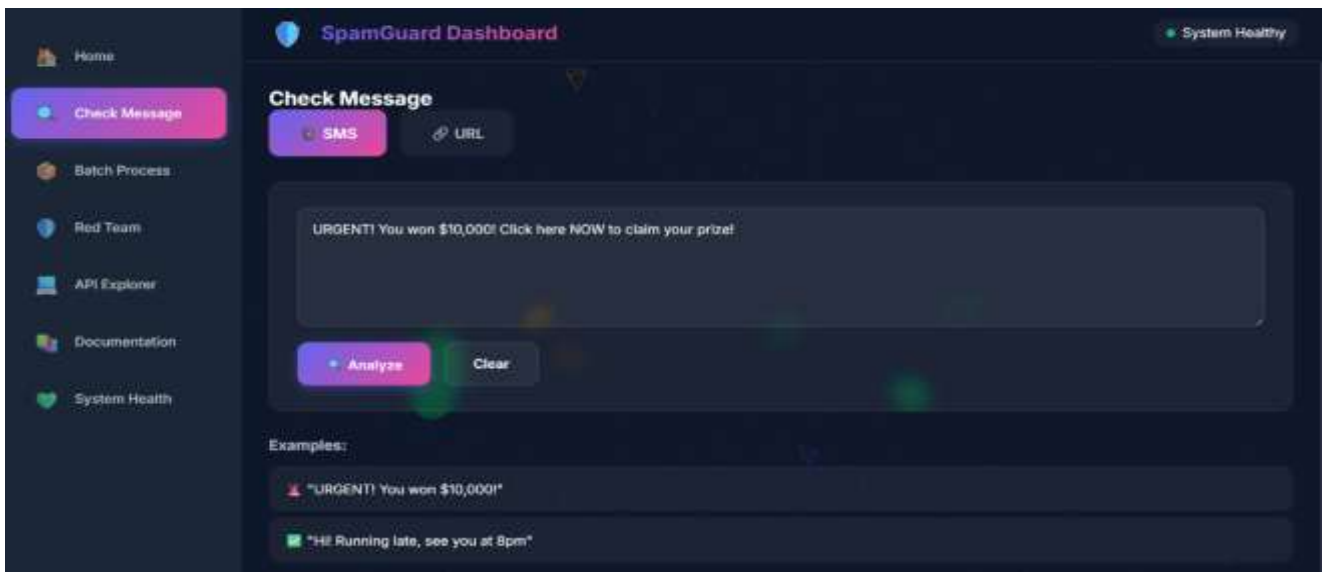 SpamGuard Dashboard
System Healthy
Home
Check Message
Batch Process
Red Team
API Explorer
Documentation
System Health
Check Message
SMS
URL
URGENT! You won $10,000! Click here NOW to claim your prize!
Analyze
Clear
Examples:
"URGENT! You won $10,000!"
"Hi! Running late, see you at 8pm"